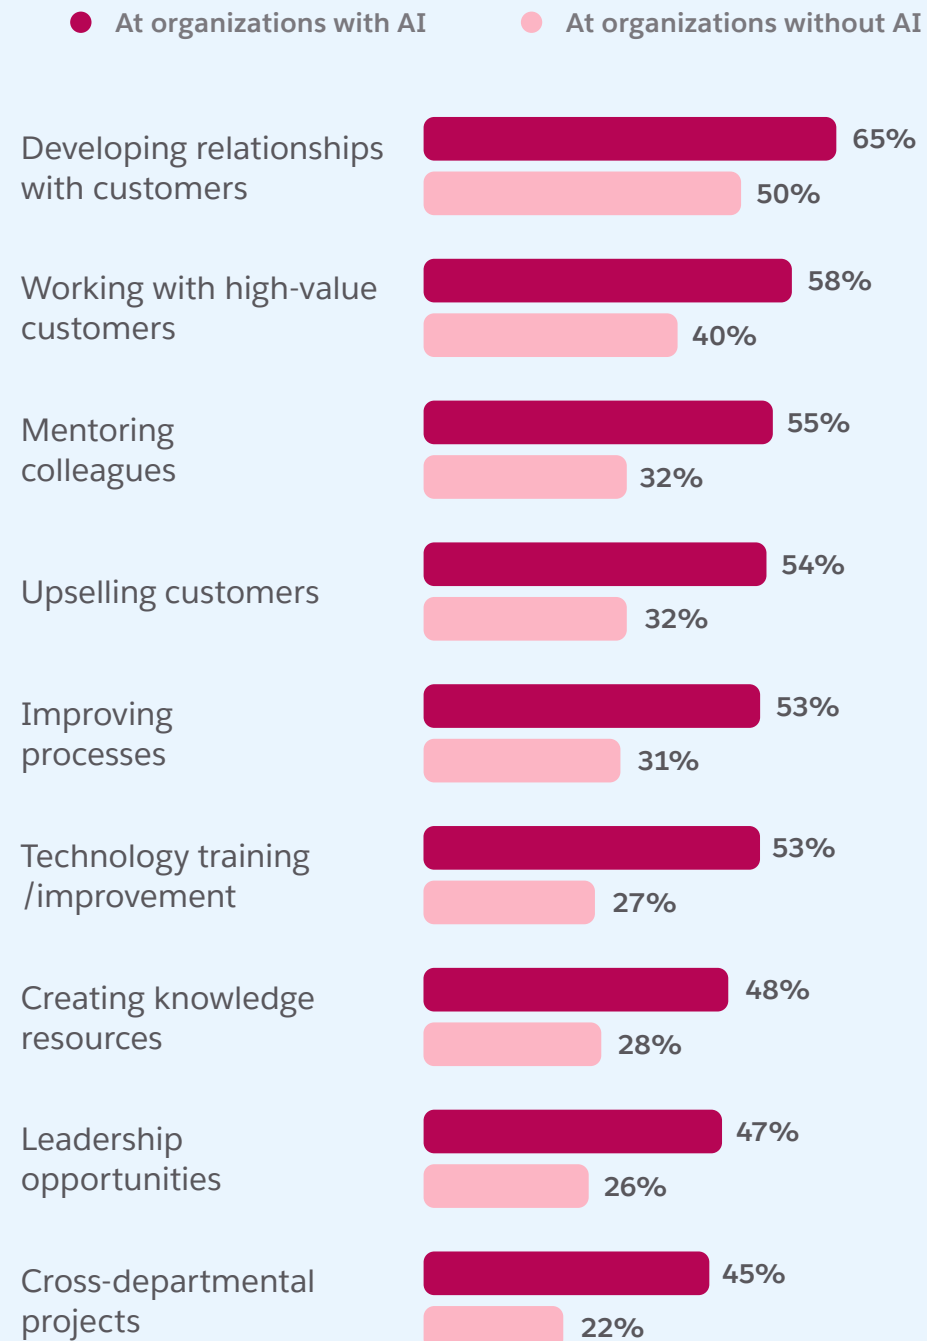 At organizations with AI
At organizations without AI
Developing relationships
with customers
65%
50%
Working with high-value
customers
58%
40%
Mentoring
colleagues
55%
32%
Upselling customers
54%
32%
Improving
processes
53%
31%
Technology training
/improvement
53%
27%
Creating knowledge
resources
48%
28%
Leadership
opportunities
47%
26%
Cross-departmental
projects
45%
22%